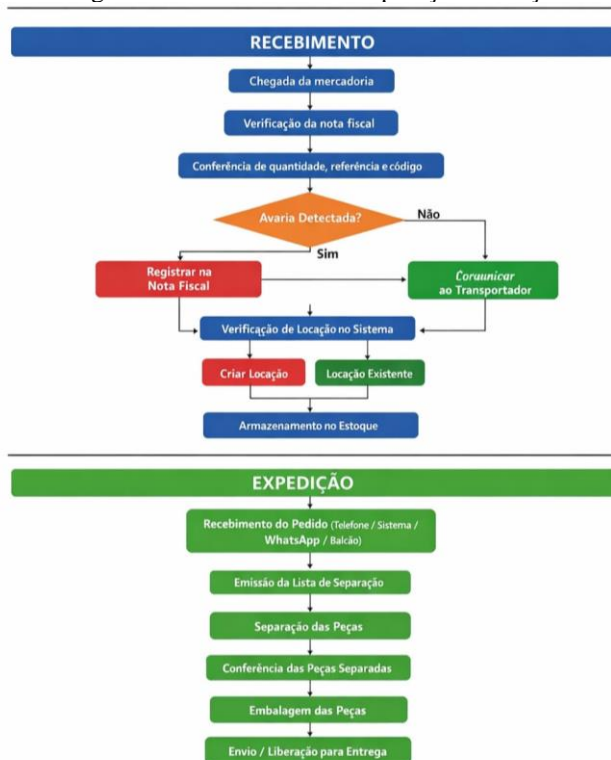 RECEBIMENTO
Chegada da mercadoria
Verificação da nota fiscal
Conferência de quantidade, referência e código
Avaria Detectada?
Não
Sim
Registrar na
Nota Fiscal
Coraunicar
ao Transportador
Verificação de Locação no Sistema
Criar Locação
Locação Existente
Armazenamento no Estoque
EXPEDIÇÃO
Recebimento do Pedido (Telefone / Sistema /
WhatsApp / Balcão)
Emissão da Lista de Separação
Separação das Peças
Conferência das Peças Separadas
Embalagem das Peças
Envio / Liberação para Entrega